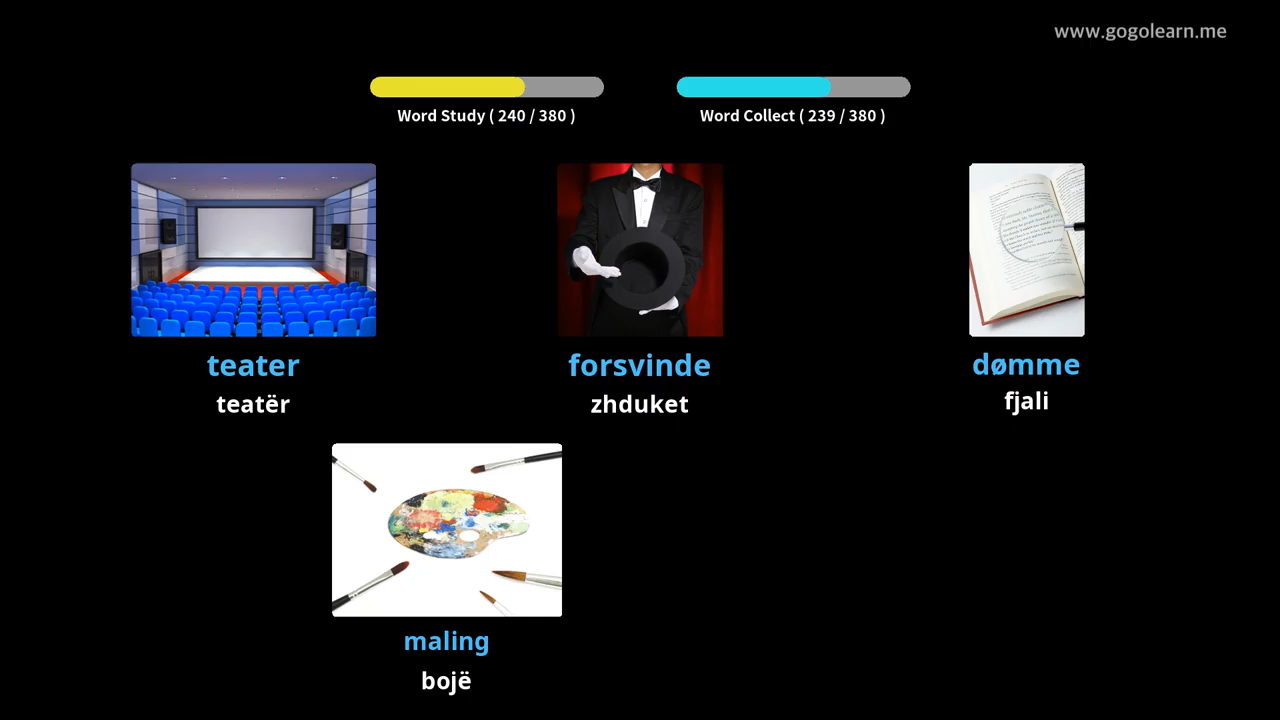 www.gogolearn.me
Word Study ( 240 / 380 )
Word Collect ( 239 / 380 )
teater
teatër
forsvinde
zhduket
dømme
fjali
maling
bojë